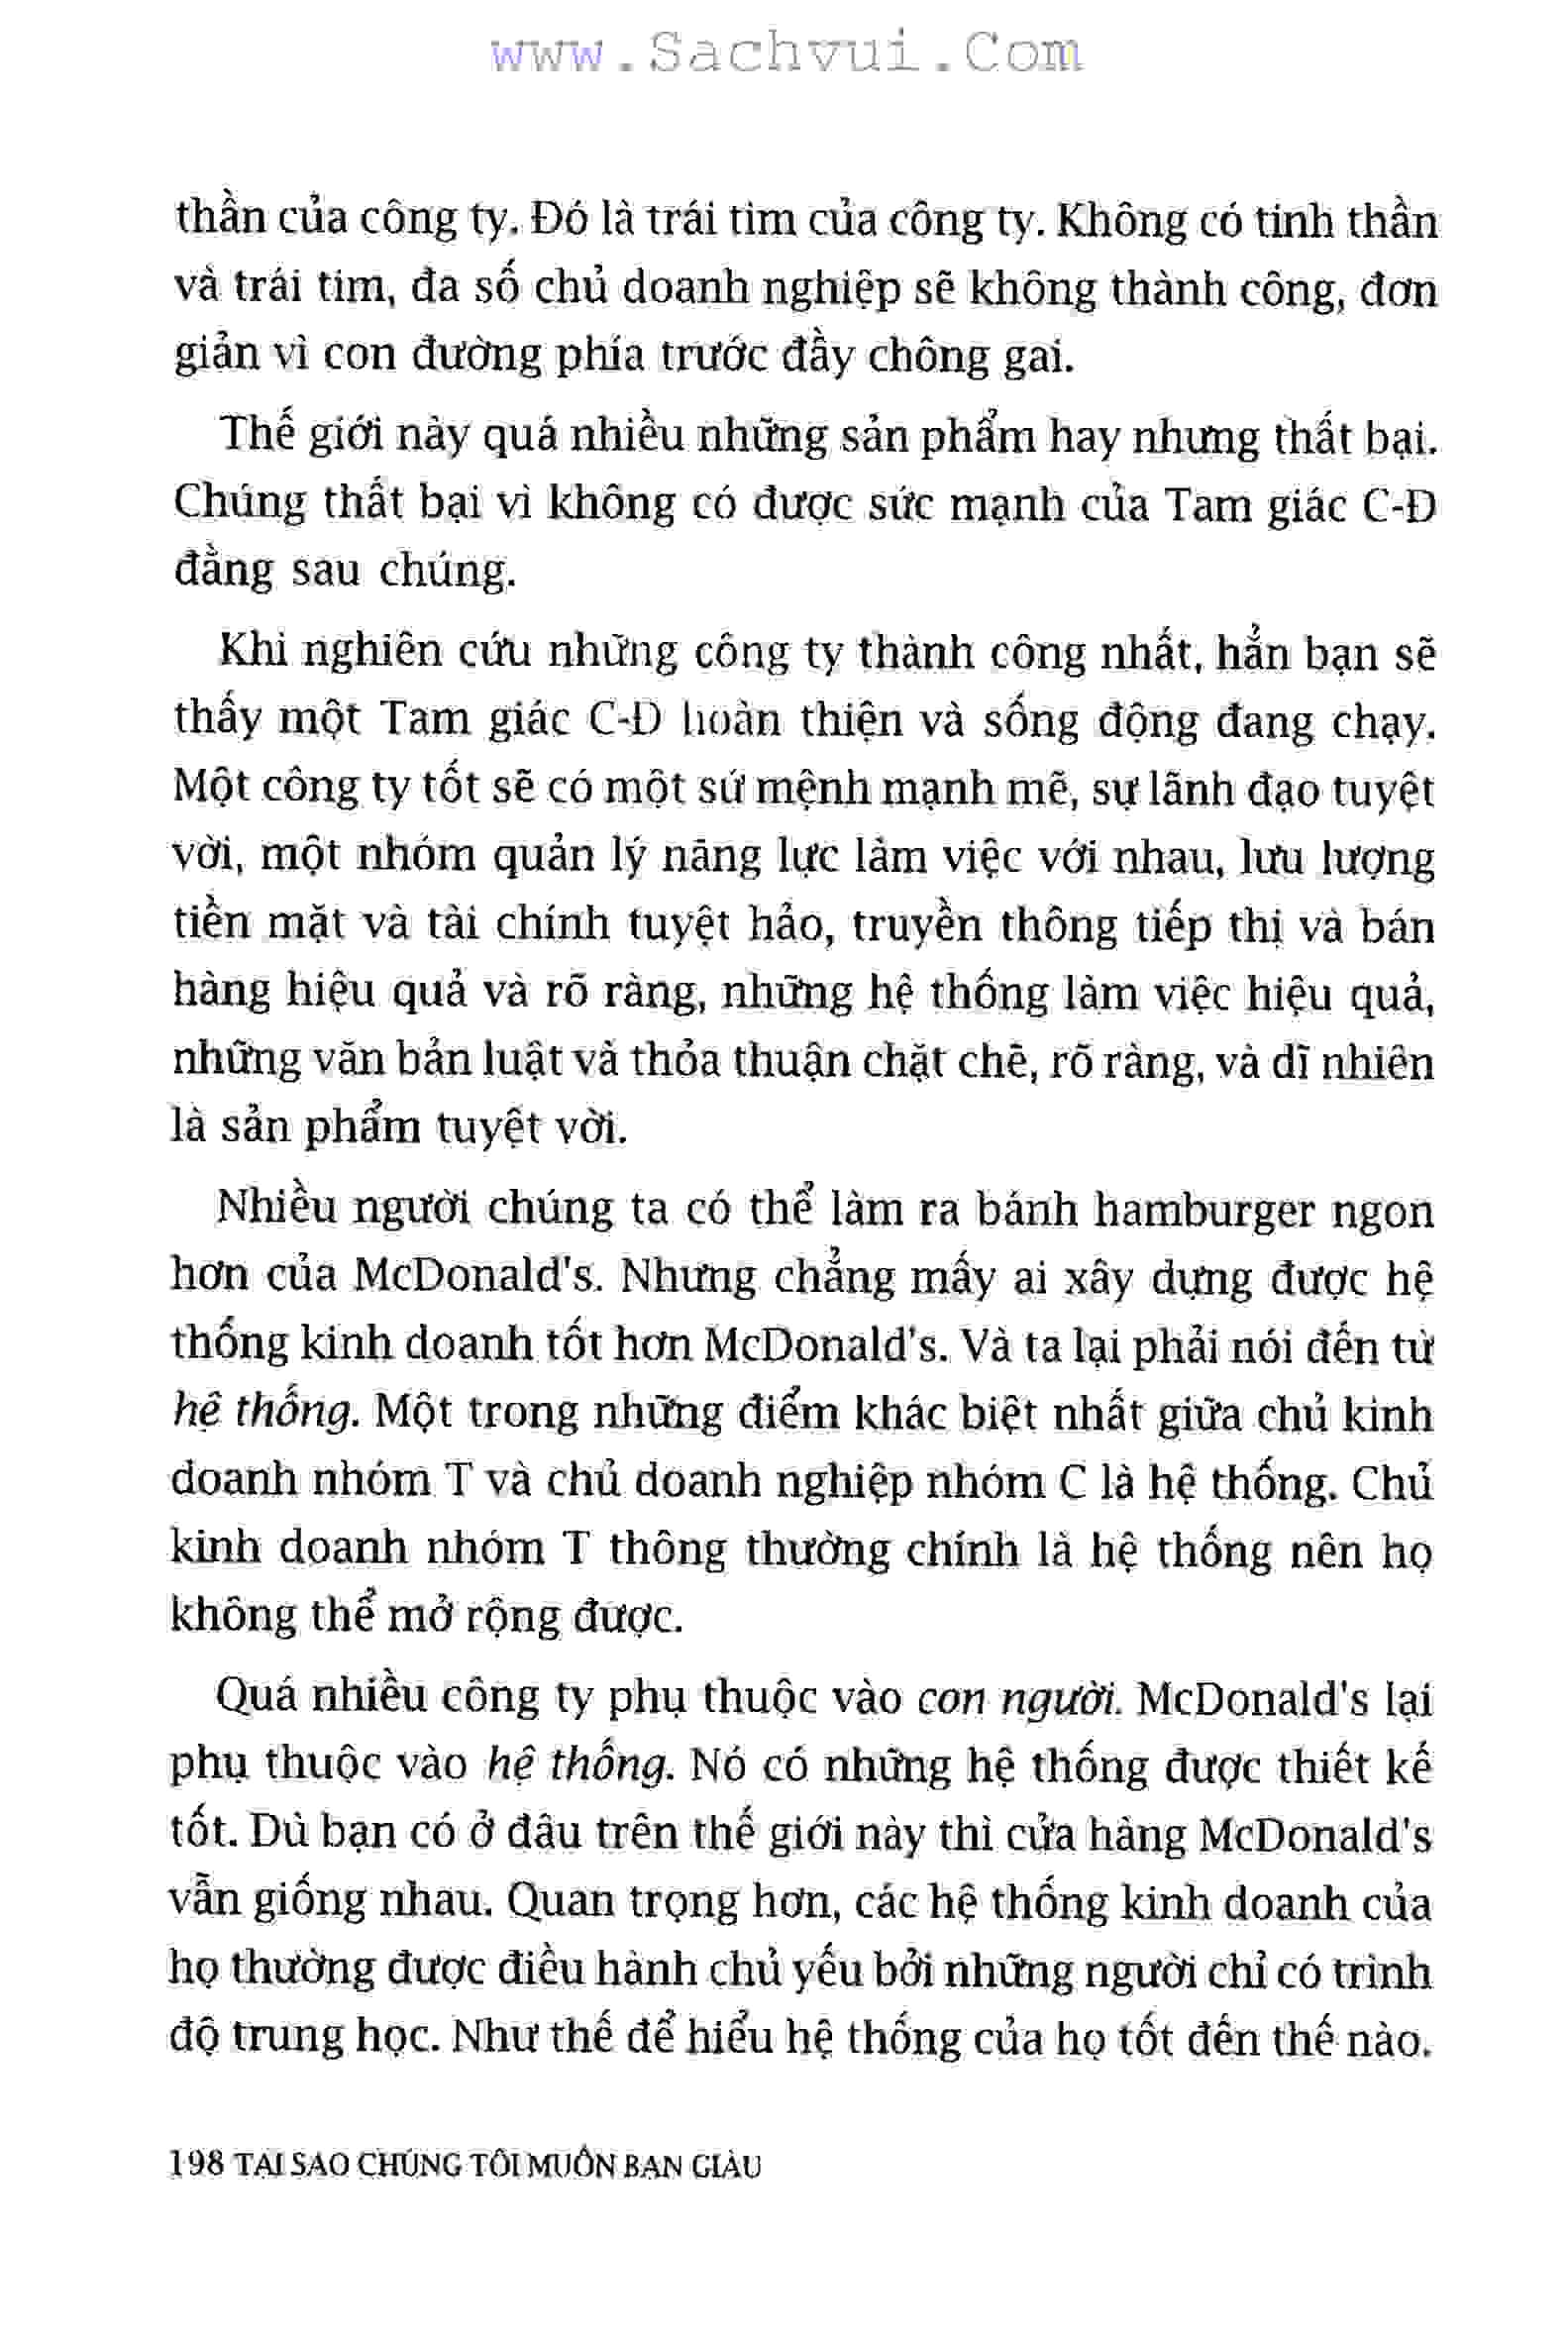 www.Sachvui.Com
thần của công ty. Đó là trái tim của công ty. Không có tinh thần
và trái tim, đa số chủ doanh nghiệp sẽ không thành công, đơn
giản vì con đường phía trước đầy chông gai.
Thế giới này quá nhiều những sản phẩm hay nhưng thất bại.
Chúng thất bại vì không có được sức mạnh của Tam giác C-Đ
đằng sau chúng.
Khi nghiên cứu những công ty thành công nhất, hẳn bạn sẽ
thấy một Tam giác C-Đ hoàn thiện và sống động đang chạy.
Một công ty tốt sẽ có một sứ mệnh mạnh mẽ, sự lãnh đạo tuyệt
vời, một nhóm quản lý năng lực làm việc với nhau, lưu lượng
tiền mặt và tài chính tuyệt hảo, truyền thông tiếp thị và bán
hàng hiệu quả và rõ ràng, những hệ thống làm việc hiệu quả,
những văn bản luật và thỏa thuận chặt chẽ, rõ ràng, và dĩ nhiên
là sản phẩm tuyệt vời.
Nhiều người chúng ta có thể làm ra bánh hamburger ngon
hơn của McDonald's. Nhưng chẳng mấy ai xây dựng được hệ
thống kinh doanh tốt hơn McDonald's. Và ta lại phải nói đến từ
hệ thống. Một trong những điểm khác biệt nhất giữa chủ kinh
doanh nhóm T và chủ doanh nghiệp nhóm C là hệ thống. Chủ
kinh doanh nhóm T thông thường chính là hệ thống nên họ
không thể mở rộng được.
Quá nhiều công ty phụ thuộc vào con người. McDonald's lại
phụ thuộc vào hệ thống. Nó có những hệ thống được thiết kế
tốt. Dù bạn có ở đâu trên thế giới này thì cửa hàng McDonald's
vẫn giống nhau. Quan trọng hơn, các hệ thống kinh doanh của
họ thường được điều hành chủ yếu bởi những người chỉ có trình
độ trung học. Như thế để hiểu hệ thống của họ tốt đến thế nào.
198 TẠI SAO CHÚNG TÔI MUỐN BẠN GIÀU